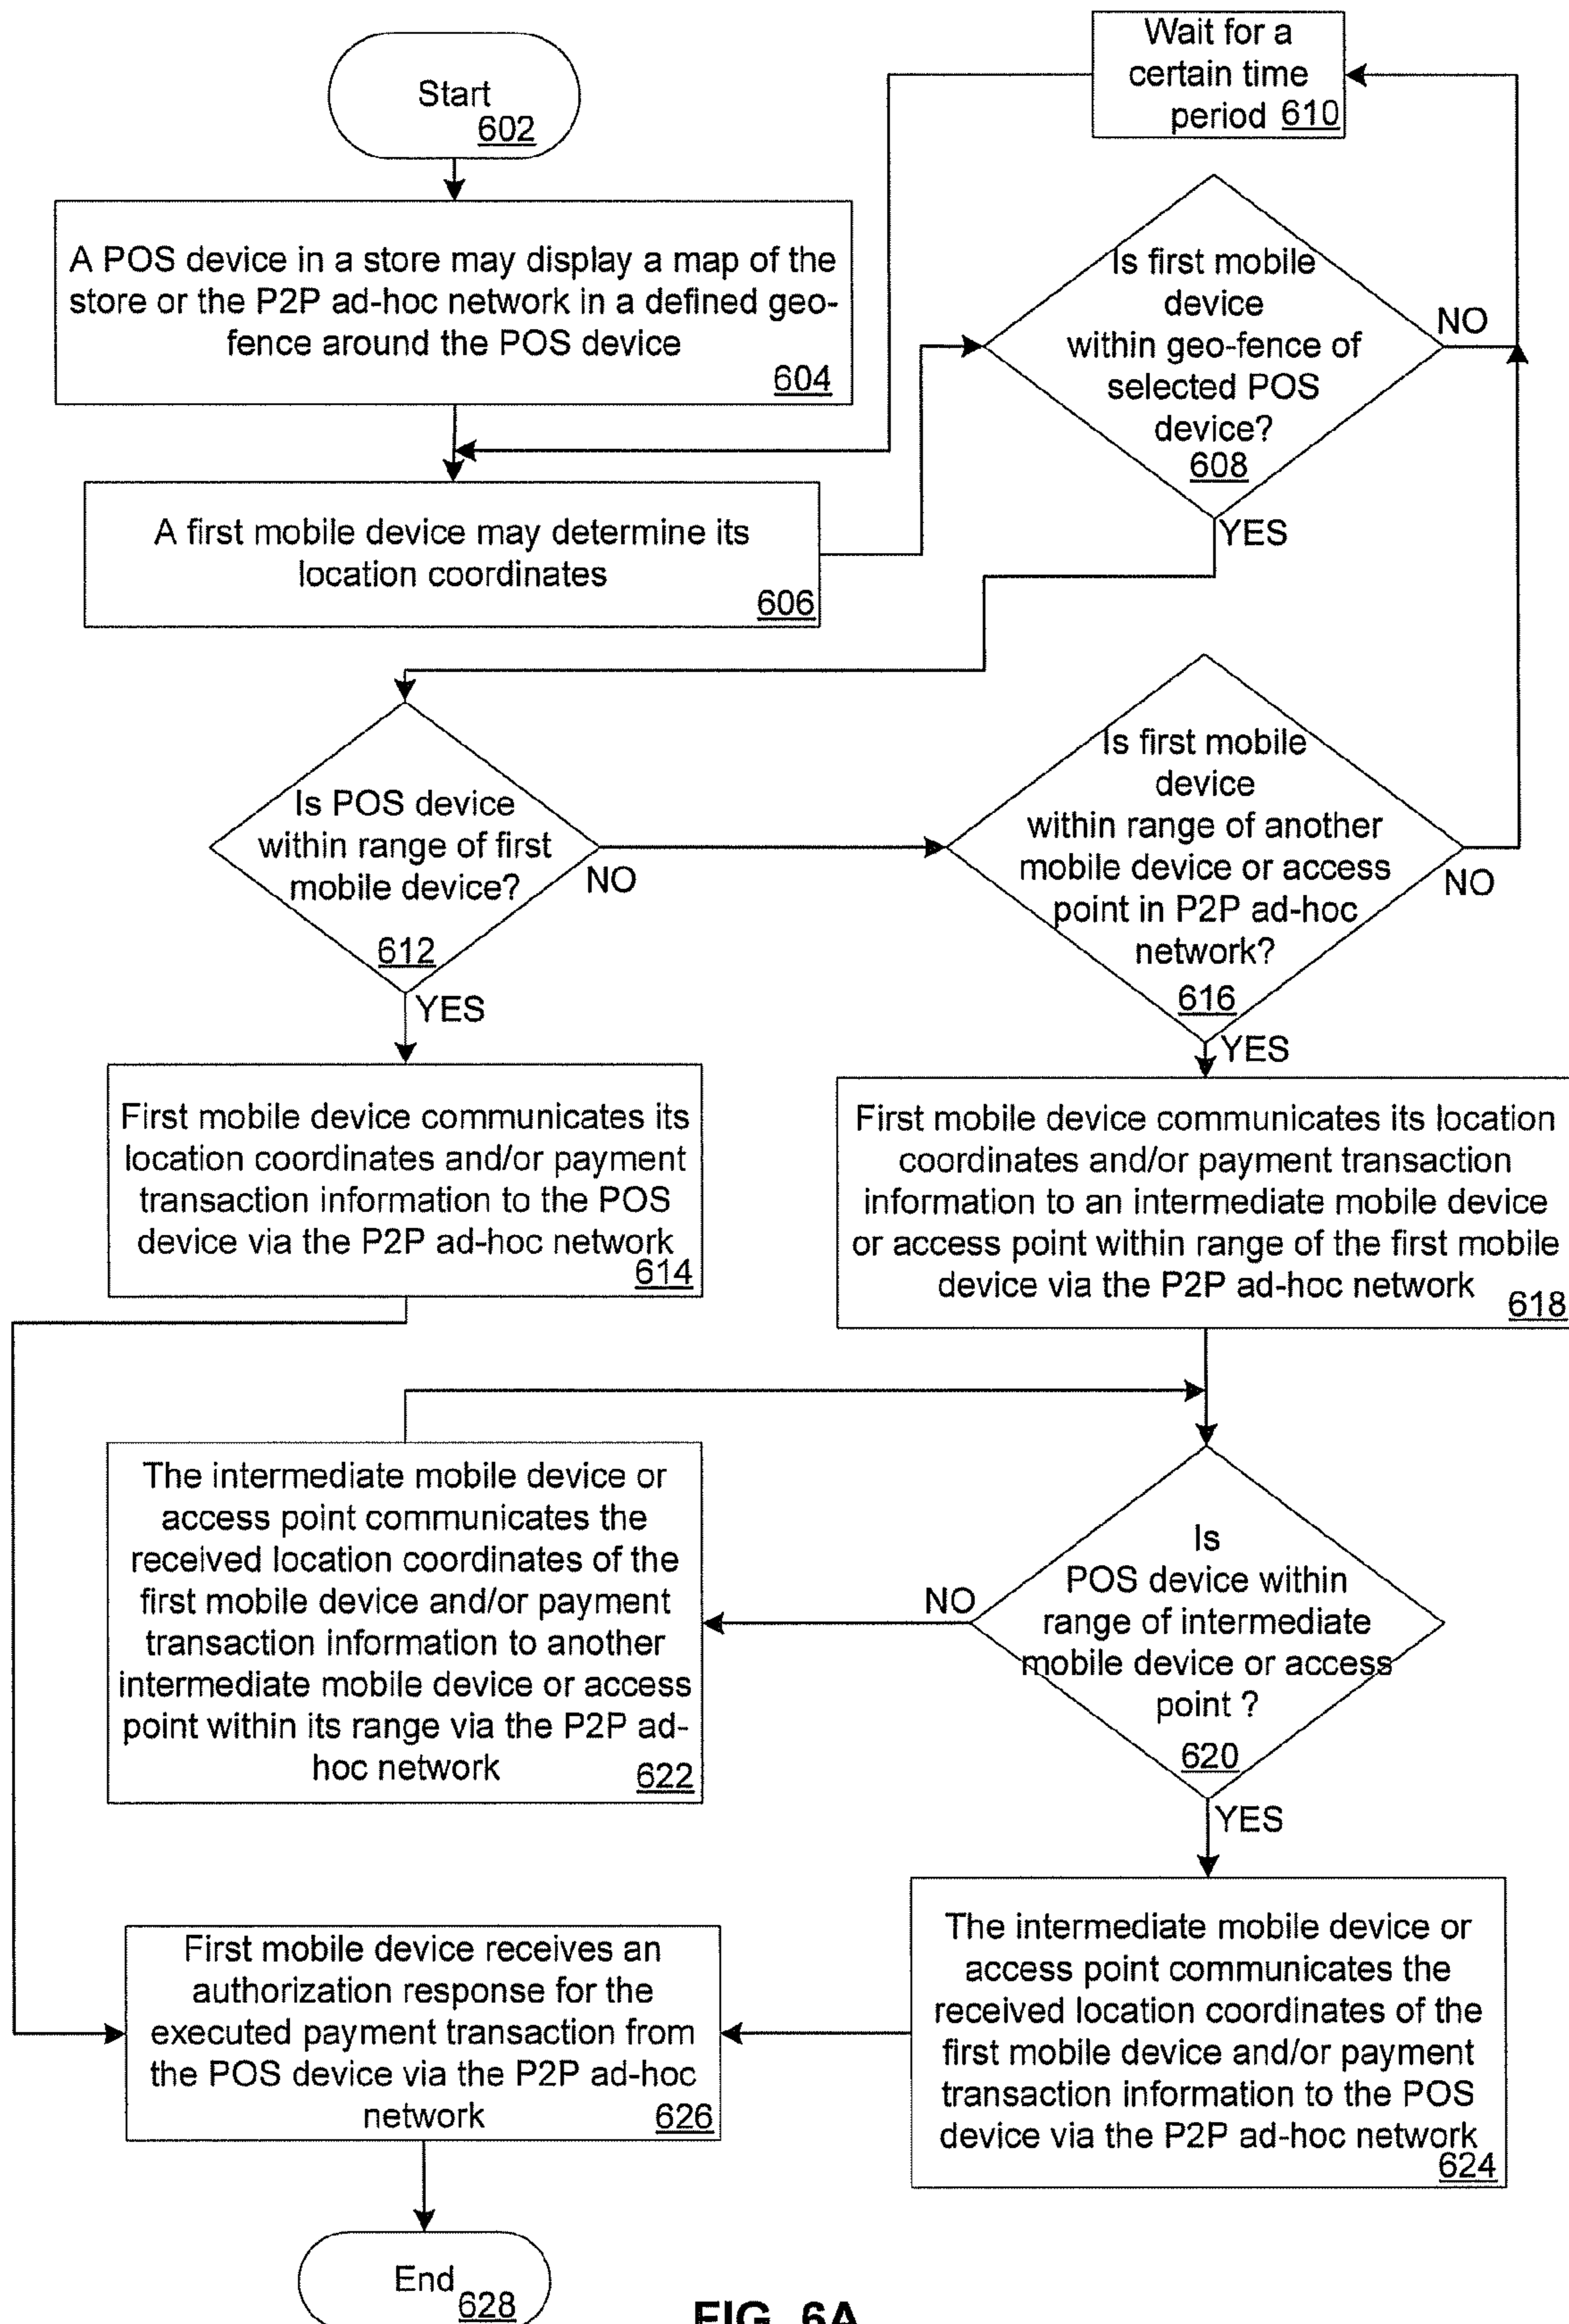 Start
602
A POS device in a store may display a map of the
store or the P2P ad-hoc network in a defined geo-
fence around the POS device
604
A first mobile device may determine its
location coordinates
606
Wait for a
certain time
period 610
Is first mobile
device
within geo-fence of
selected POS
device?
608
NO
YES
Is POS device
within range of first
mobile device?
612
NO
YES
Is first mobile
device
within range of another
mobile device or access
point in P2P ad-hoc
network?
616
NO
YES
First mobile device communicates its
location coordinates and/or payment
transaction information to the POS
device via the P2P ad-hoc network
614
First mobile device communicates its location
coordinates and/or payment transaction
information to an intermediate mobile device
or access point within range of the first mobile
device via the P2P ad-hoc network
618
Is
POS device within
range of intermediate
mobile device or access
point ?
620
NO
YES
The intermediate mobile device or
access point communicates the
received location coordinates of the
first mobile device and/or payment
transaction information to another
intermediate mobile device or access
point within its range via the P2P ad-
hoc network
622
The intermediate mobile device or
access point communicates the
received location coordinates of the
first mobile device and/or payment
transaction information to the POS
device via the P2P ad-hoc network
624
First mobile device receives an
authorization response for the
executed payment transaction from
the POS device via the P2P ad-hoc
network
626
End
628
FIG. 6A